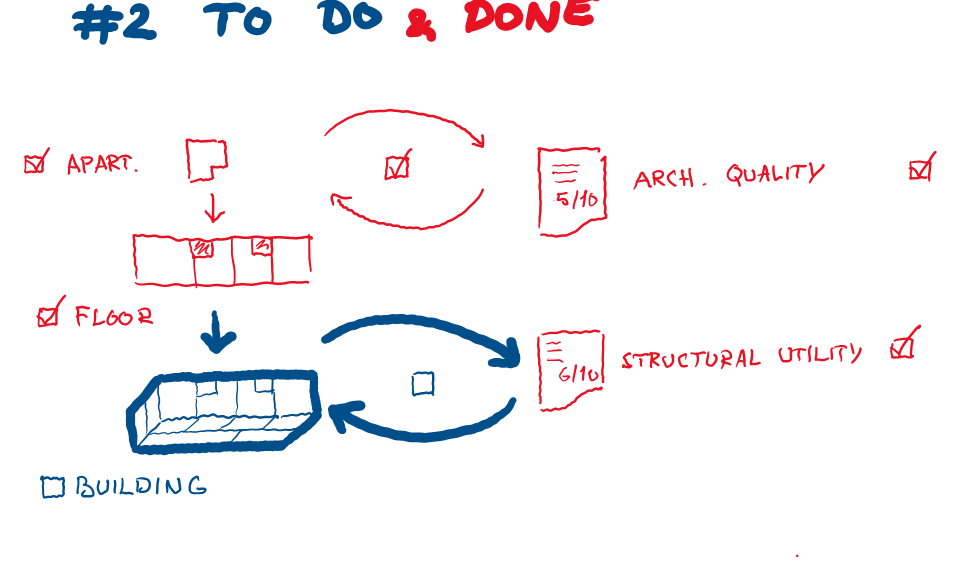 #2 TO DO & DONE
APART.
5/10
ARCH. QUALITY
FLOOR
6/10
STRUCTURAL UTILITY
BUILDING